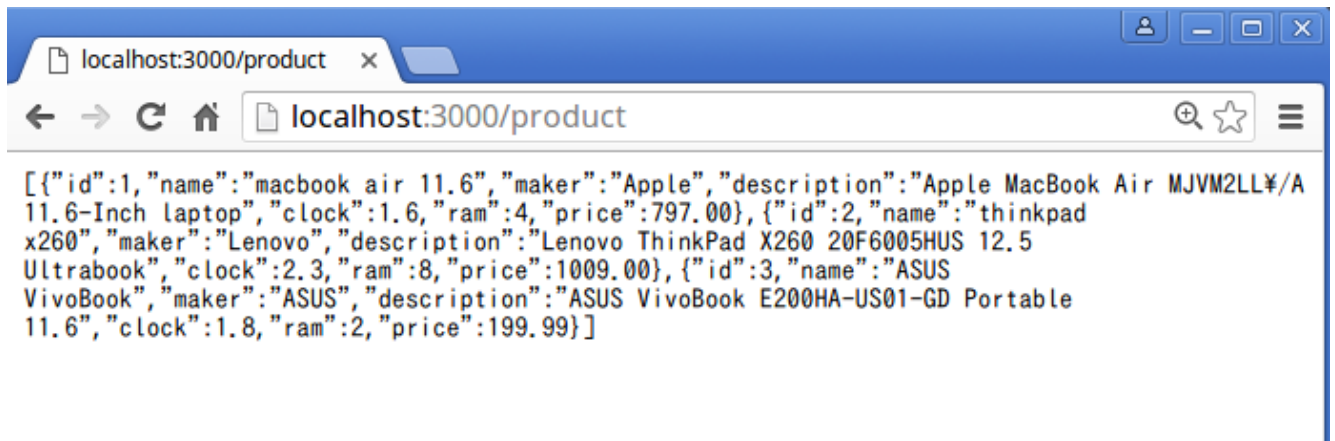 localhost:3000/product
localhost:3000/product
[{"id":1,"name":"macbook air 11.6","maker":"Apple","description":"Apple MacBook Air MJVM2LL¥/A
11.6-Inch laptop","clock":1.6,"ram":4,"price":797.00},{"id":2,"name":"thinkpad
x260","maker":"Lenovo","description":"Lenovo ThinkPad X260 20F6005HUS 12.5
Ultrabook","clock":2.3,"ram":8,"price":1009.00},{"id":3,"name":"ASUS
VivoBook","maker":"ASUS","description":"ASUS VivoBook E200HA-US01-GD Portable
11.6","clock":1.8,"ram":2,"price":199.99}]